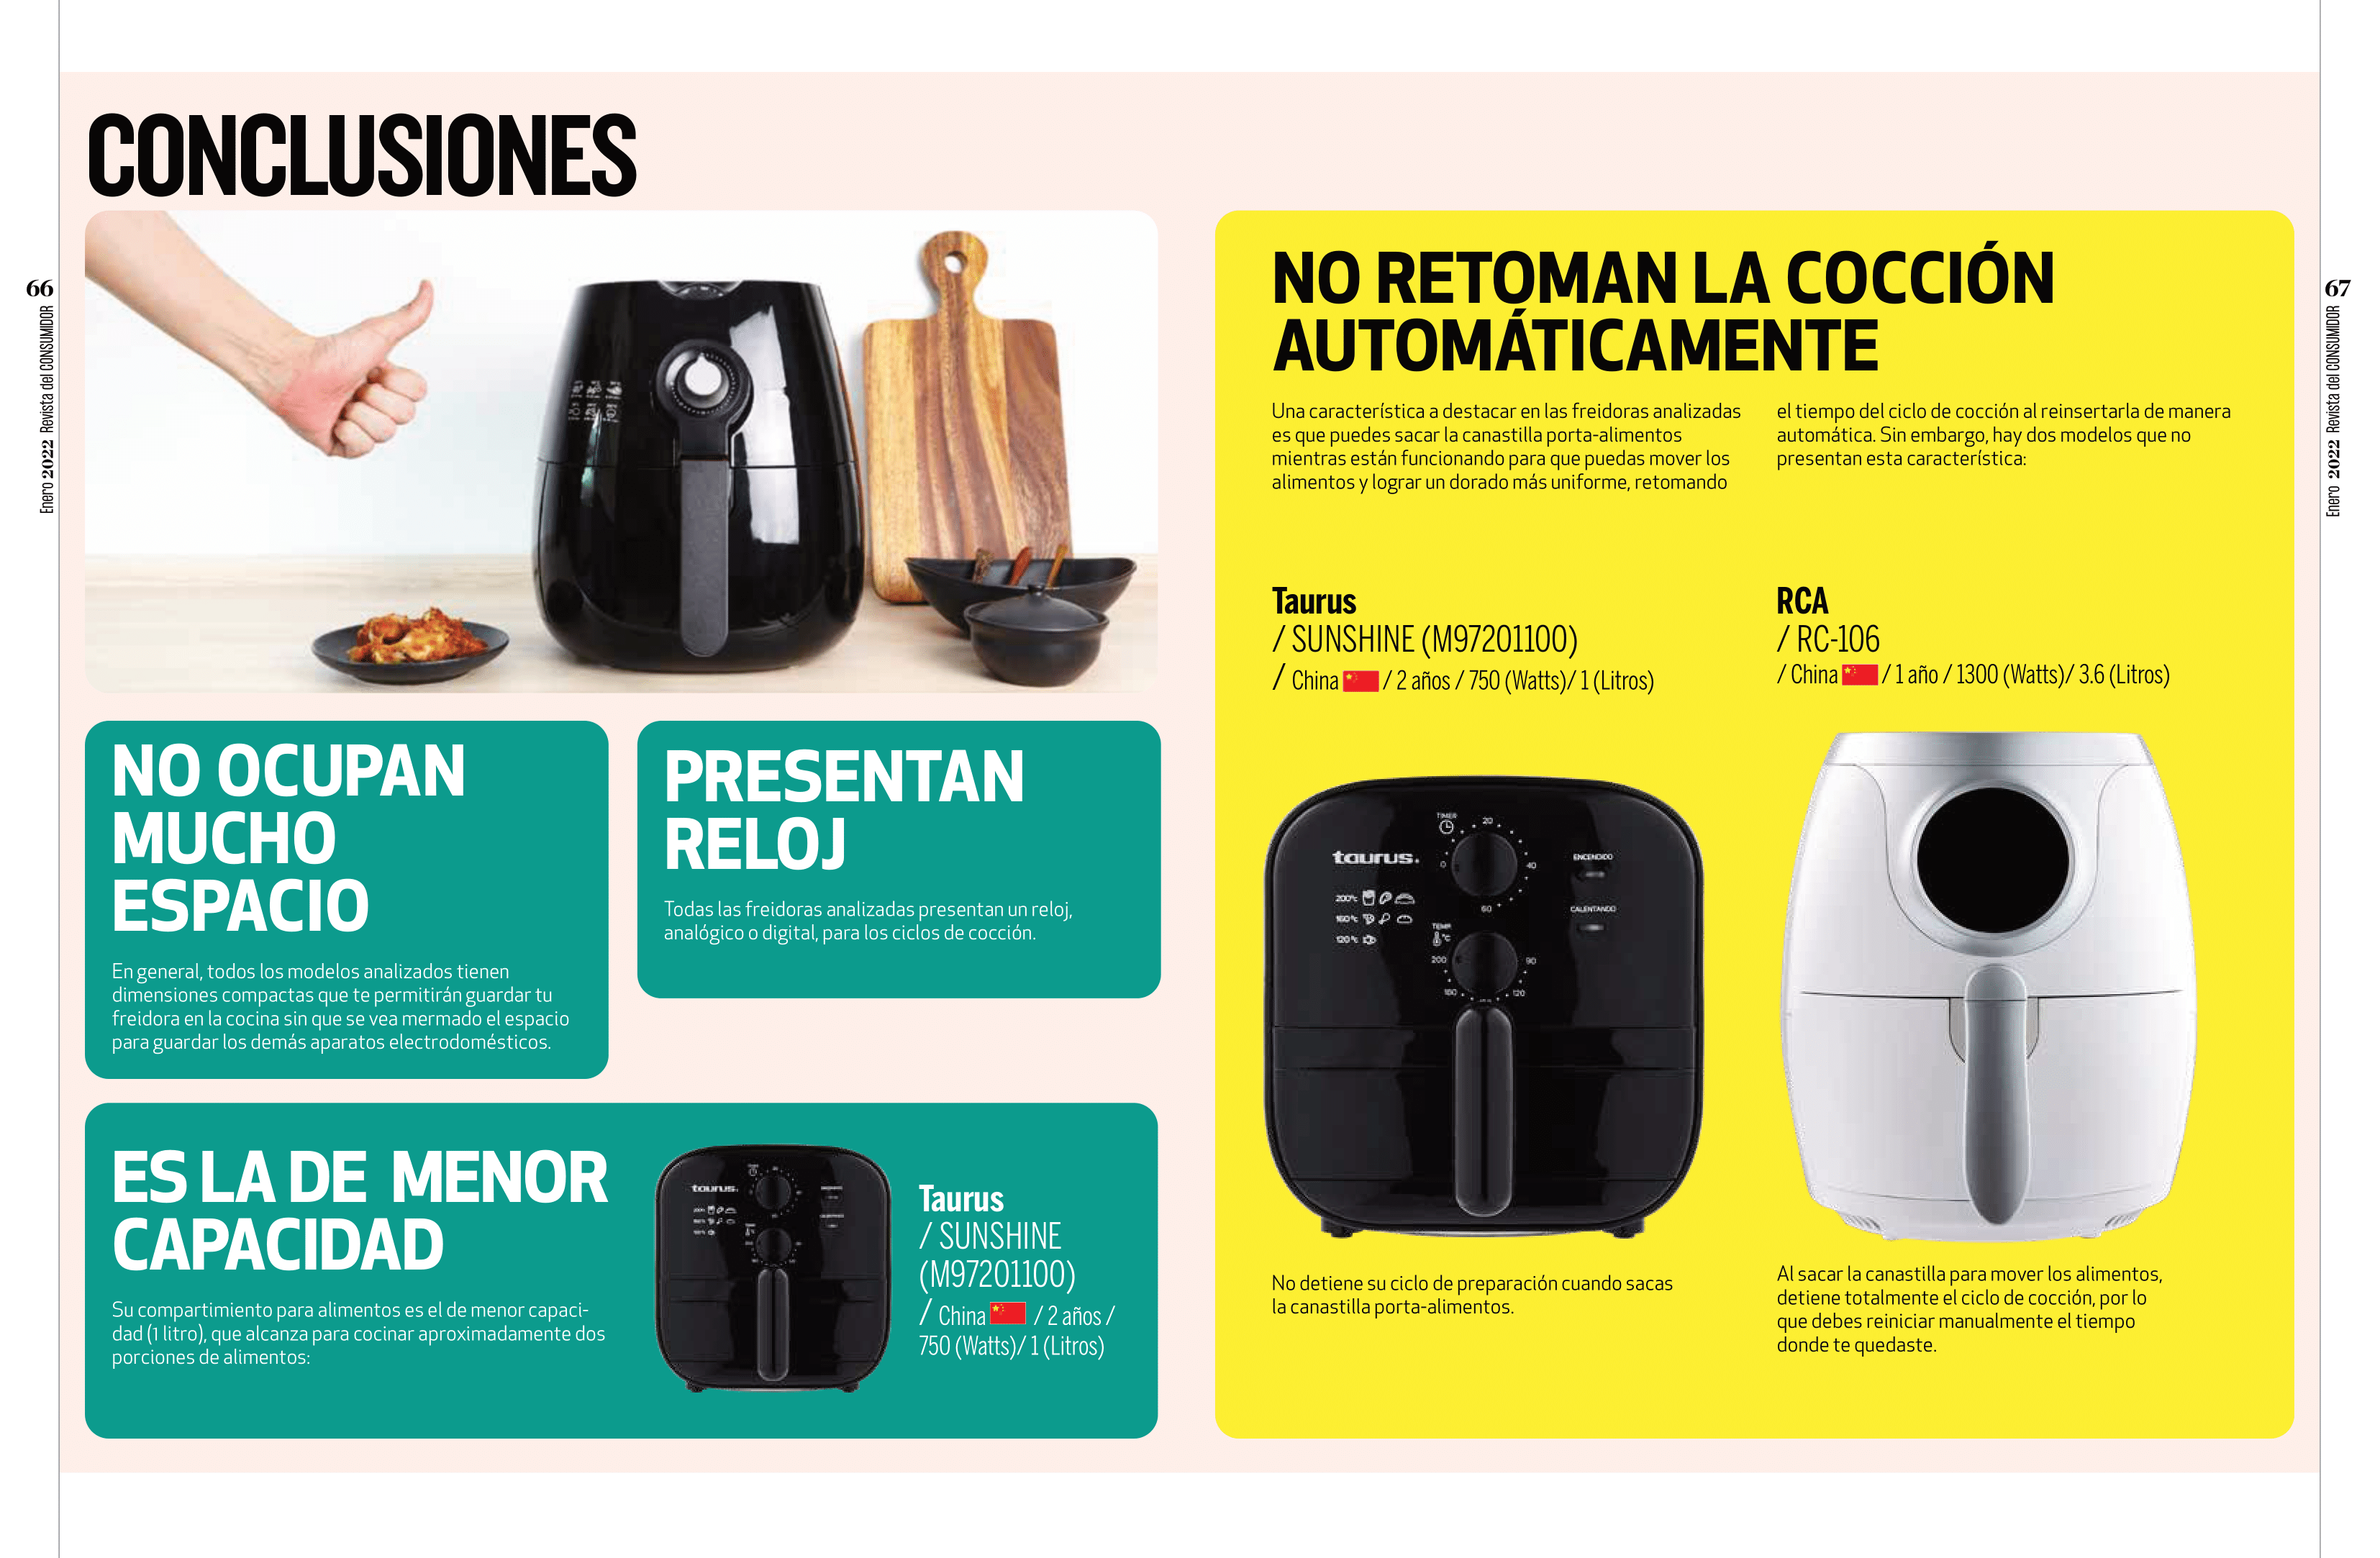 CONCLUSIONES
66
Enero 2022 Revista del CONSUMIDOR
NO OCUPAN
MUCHO
ESPACIO
En general, todos los modelos analizados tienen
dimensiones compactas que te permitirán guardar tu
freidora en la cocina sin que se vea mermado el espacio
para guardar los demás aparatos electrodomésticos.
PRESENTAN
RELOJ
Todas las freidoras analizadas presentan un reloj,
analógico o digital, para los ciclos de cocción.
ES LA DE MENOR
CAPACIDAD
Su compartimiento para alimentos es el de menor capaci-
dad (1 litro), que alcanza para cocinar aproximadamente dos
porciones de alimentos:
taurus.
Taurus
/ SUNSHINE
(M97201100)
/ China / 2 años /
750 (Watts)/ 1 (Litros)
NO RETOMAN LA COCCIÓN
AUTOMÁTICAMENTE
Una característica a destacar en las freidoras analizadas
es que puedes sacar la canastilla porta-alimentos
mientras están funcionando para que puedas mover los
alimentos y lograr un dorado más uniforme, retomando
el tiempo del ciclo de cocción al reinsertarla de manera
automática. Sin embargo, hay dos modelos que no
presentan esta característica:
Taurus
/ SUNSHINE (M97201100)
/ China / 2 años / 750 (Watts)/ 1 (Litros)
taurus.
TIMER
0
20
40
60
ENCENDIDO
CALENTANDO
200°c
160°c
120°c
TEMP.
°C
200
90
160
120
No detiene su ciclo de preparación cuando sacas
la canastilla porta-alimentos.
RCA
/ RC-106
/ China / 1 año / 1300 (Watts)/ 3.6 (Litros)
Al sacar la canastilla para mover los alimentos,
detiene totalmente el ciclo de cocción, por lo
que debes reiniciar manualmente el tiempo
donde te quedaste.
67
Enero 2022 Revista del CONSUMIDOR